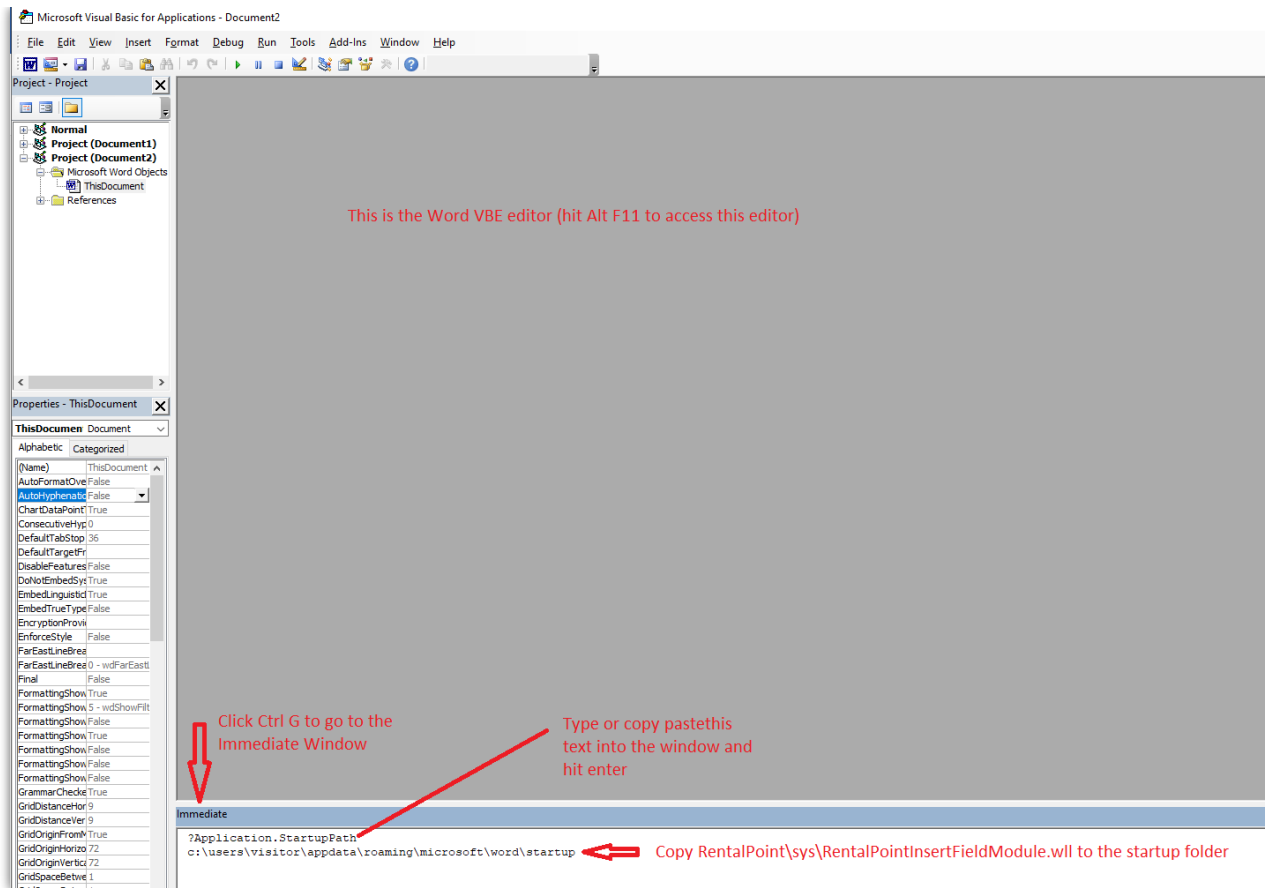 Microsoft Visual Basic for Applications - Document2
File Edit View Insert Format Debug Run Tools Add-Ins Window Help
Project - Project
Normal
Project (Document1)
Project (Document2)
Microsoft Word Objects
ThisDocument
References
This is the Word VBE editor (hit Alt F11 to access this editor)
Properties - ThisDocument
ThisDocumen Document
Alphabetic Categorized
(Name) ThisDocument
AutoFormatOve False
AutoHyphenatic False
ChartDataPointT True
ConsecutiveHyp 0
DefaultTabStop 36
DefaultTargetFr
DisableFeatures False
DoNotEmbedSys True
EmbedLinguisticl True
EmbedTrueType False
EncryptionProvi
EnforceStyle False
FarEastLineBrea
FarEastLineBrea 0 - wdFarEastL
Final False
FormattingShow True
FormattingShow 5 - wdShowFilt
FormattingShow False
FormattingShow True
FormattingShow False
FormattingShow False
FormattingShow False
GrammarChecke True
GridDistanceHor 9
GridDistanceVer 9
GridOriginFromM True
GridOriginHorizo 72
GridOriginVertica 72
GridSpaceBetwe 1
Click Ctrl G to go to the
Immediate Window
Type or copy pastethis
text into the window and
hit enter
Immediate
?Application.StartupPath
c:\users\visitor\appdata\roaming\microsoft\word\startup
Copy RentalPoint\sys\RentalPointInsertFieldModule.wll to the startup folder